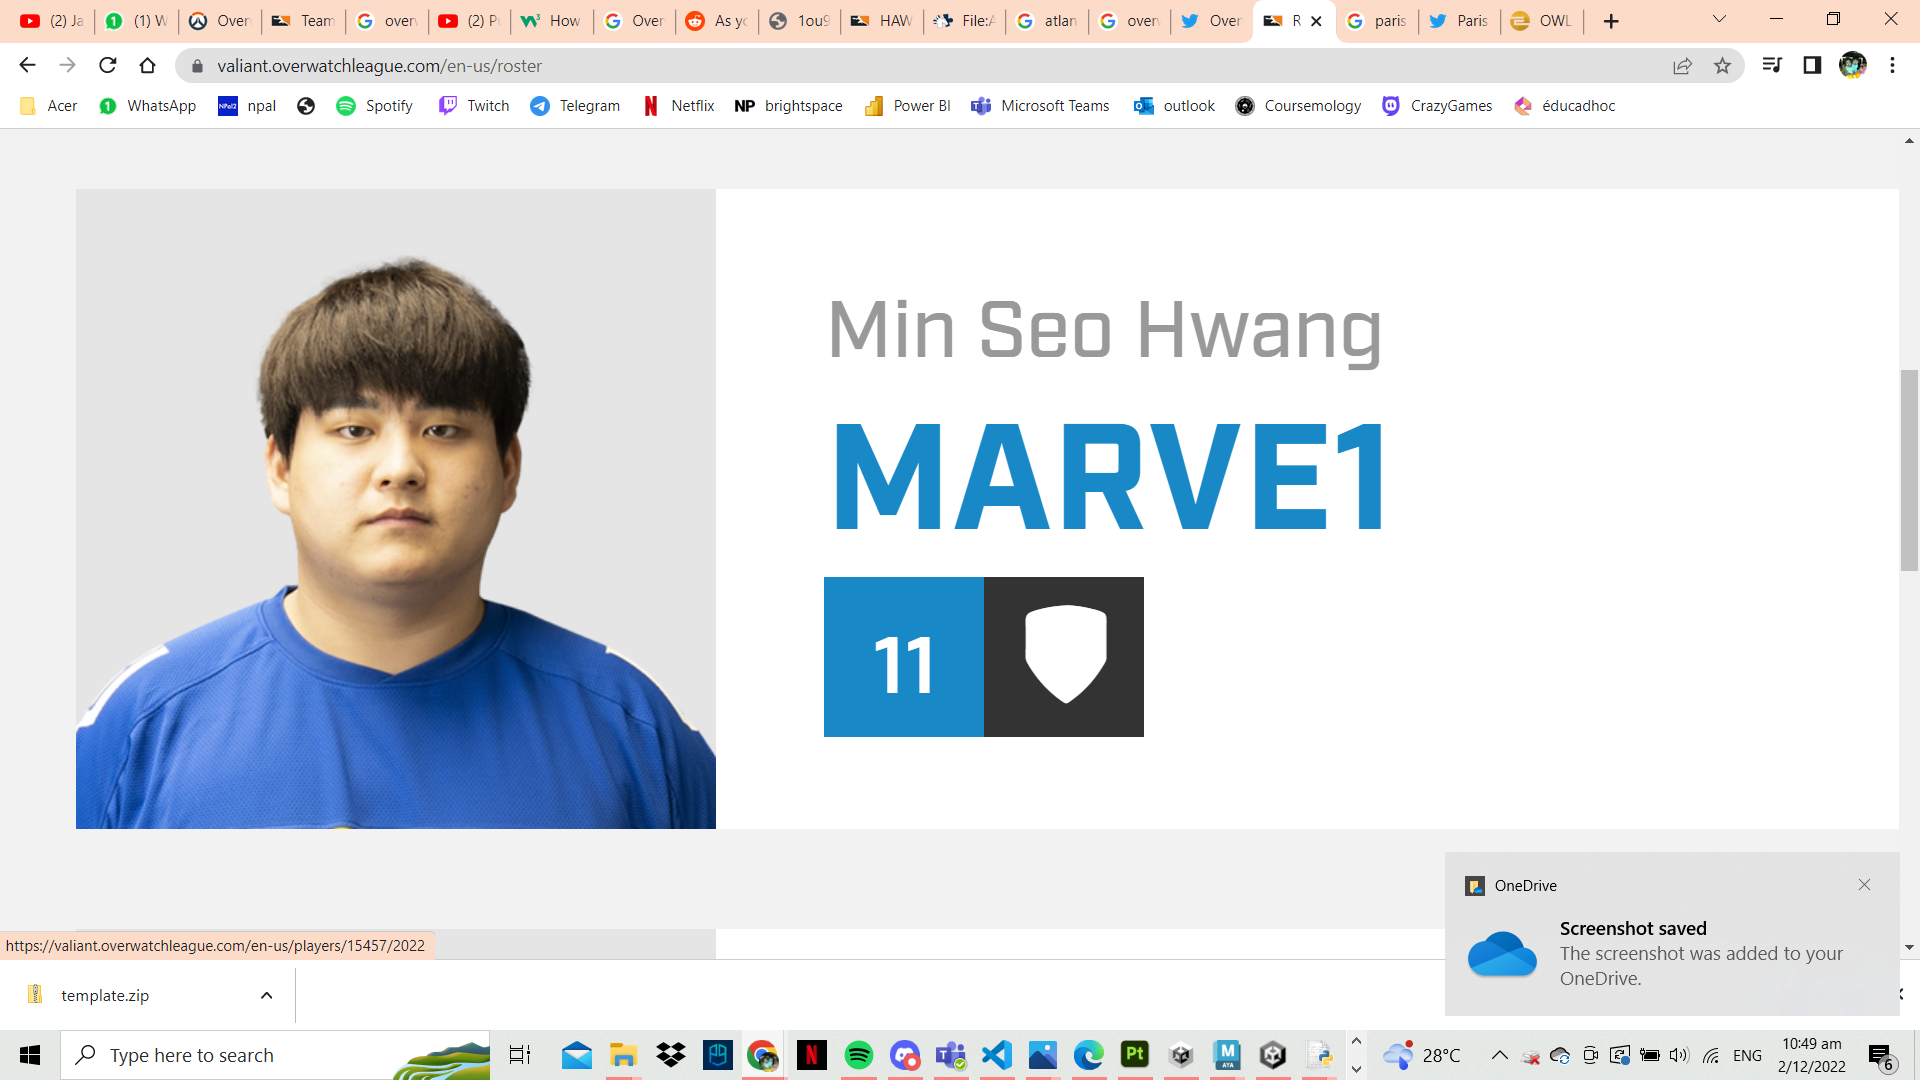 (2) Ja
(1) W
Over
Team
over
(2) P
How
Over
As yo
1ou9
HAW
File:A
atlan
over
Over
R
paris
Paris
OWL
valiant.overwatchleague.com/en-us/roster
Acer
WhatsApp
npal
Spotify
Twitch
Telegram
Netflix
NP brightspace
Power BI
Microsoft Teams
outlook
Coursemology
CrazyGames
éducadhoc
Min Seo Hwang
MARVE1
11
OneDrive
Screenshot saved
The screenshot was added to your
OneDrive.
https://valiant.overwatchleague.com/en-us/players/15457/2022
template.zip
Type here to search
28°C
ENG
10:49 am
2/12/2022
6